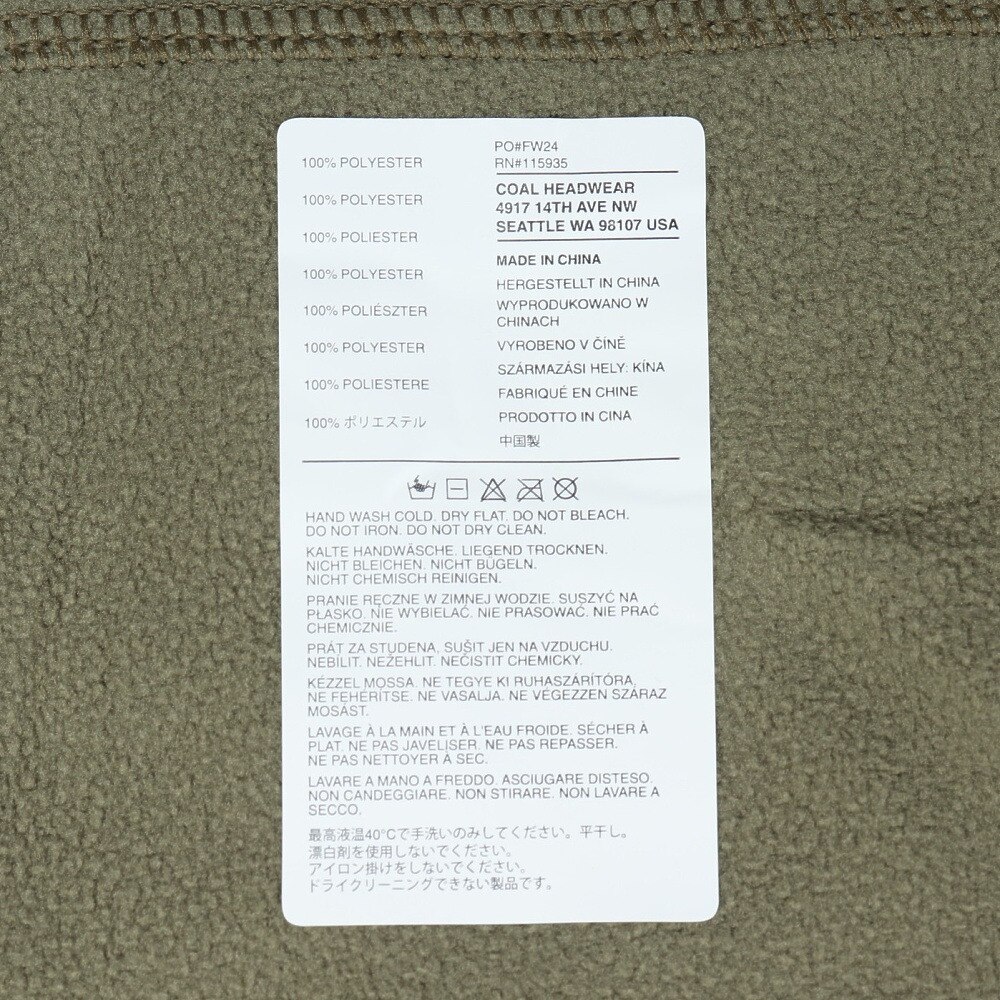 100% POLYESTER
100% POLYESTER
100% POLIESTER
100% POLYESTER
100% POLIÉSZTER
100% POLYESTER
100% POLIESTERE
100% ポリエステル
PO#FW24
RN#115935
COAL HEADWEAR
4917 14TH AVE NW
SEATTLE WA 98107 USA
MADE IN CHINA
HERGESTELLT IN CHINA
WYPRODUKOWANO W
CHINACH
VYROBENO V ČÍNĚ
SZÁRMAZÁSI HELY: KÍNA
FABRIQUÉ EN CHINE
PRODOTTO IN CINA
中国製
HAND WASH COLD. DRY FLAT. DO NOT BLEACH.
DO NOT IRON. DO NOT DRY CLEAN.
KALTE HANDWÄSCHE. LIEGEND TROCKNEN.
NICHT BLEICHEN. NICHT BÜGELN.
NICHT CHEMISCH REINIGEN.
PRANIE RĘCZNE W ZIMNEJ WODZIE. SUSZYĆ NA
PŁASKO. NIE WYBIELAĆ. NIE PRASOWAĆ. NIE PRAĆ
CHEMICZNIE.
PRÁT ZA STUDENA, SUŠIT JEN NA VZDUCHU.
NEBÍLIT. NEŽEHLIT. NEČISTIT CHEMICKY.
KÉZZEL MOSSA. NE TEGYE KI RUHASZÁRÍTÓRA,
NE FEHÉRÍTSE. NE VASALJA. NE VÉGEZZEN SZÁRAZ
MOSÁST.
LAVAGE À LA MAIN ET À L'EAU FROIDE. SÉCHER À
PLAT. NE PAS JAVELISER. NE PAS REPASSER.
NE PAS NETTOYER À SEC.
LAVARE A MANO A FREDDO. ASCIUGARE DISTESO.
NON CANDEGGIARE. NON STIRARE. NON LAVARE A
SECCO.
最高液温40°Cで手洗いのみしてください。平干し。
漂白剤を使用しないでください。
アイロン掛けをしないでください。
ドライクリーニングできない製品です。